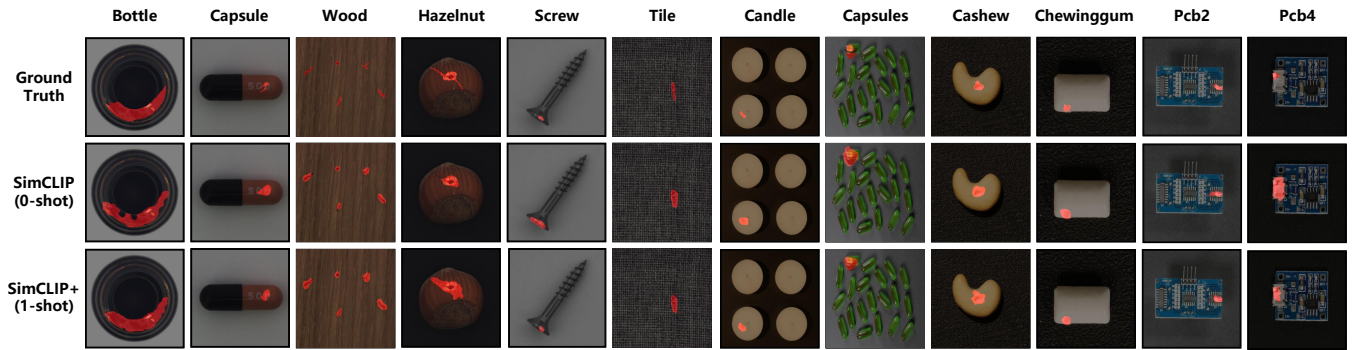 Bottle Capsule Wood Hazelnut Screw Tile Candle Capsules Cashew Chewinggum Pcb2 Pcb4
Ground
Truth
SimCLIP
(0-shot)
SimCLIP+
(1-shot)